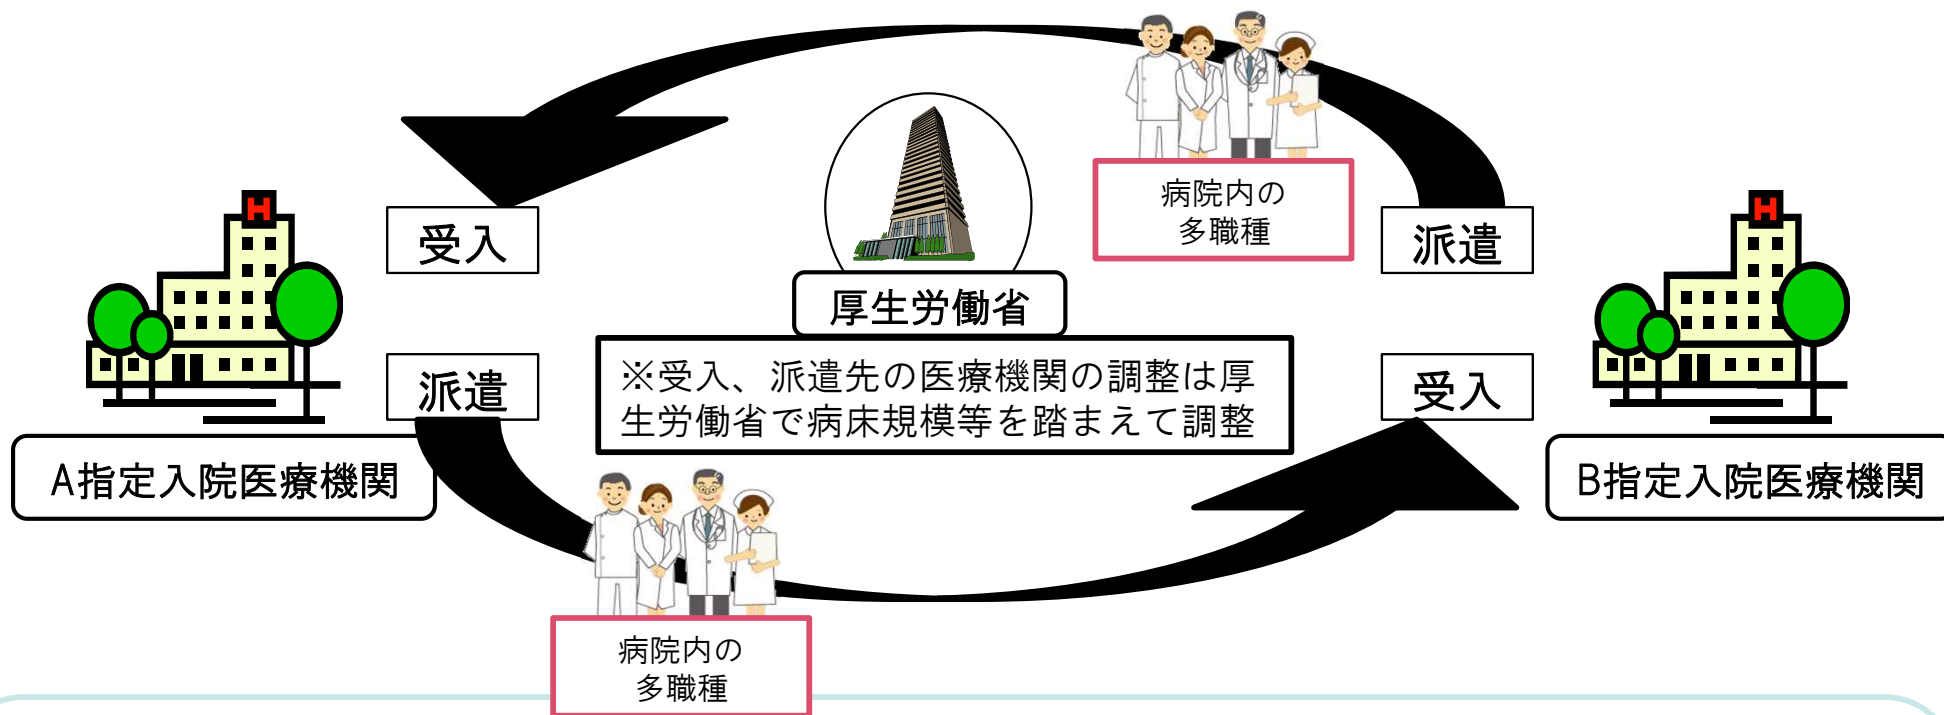 H
H
病院内の
多職種
受入
派遣
厚生労働省
派遣
※受入、派遣先の医療機関の調整は厚
生労働省で病床規模等を踏まえて調整
受入
A指定入院医療機関
B指定入院医療機関
病院内の
多職種